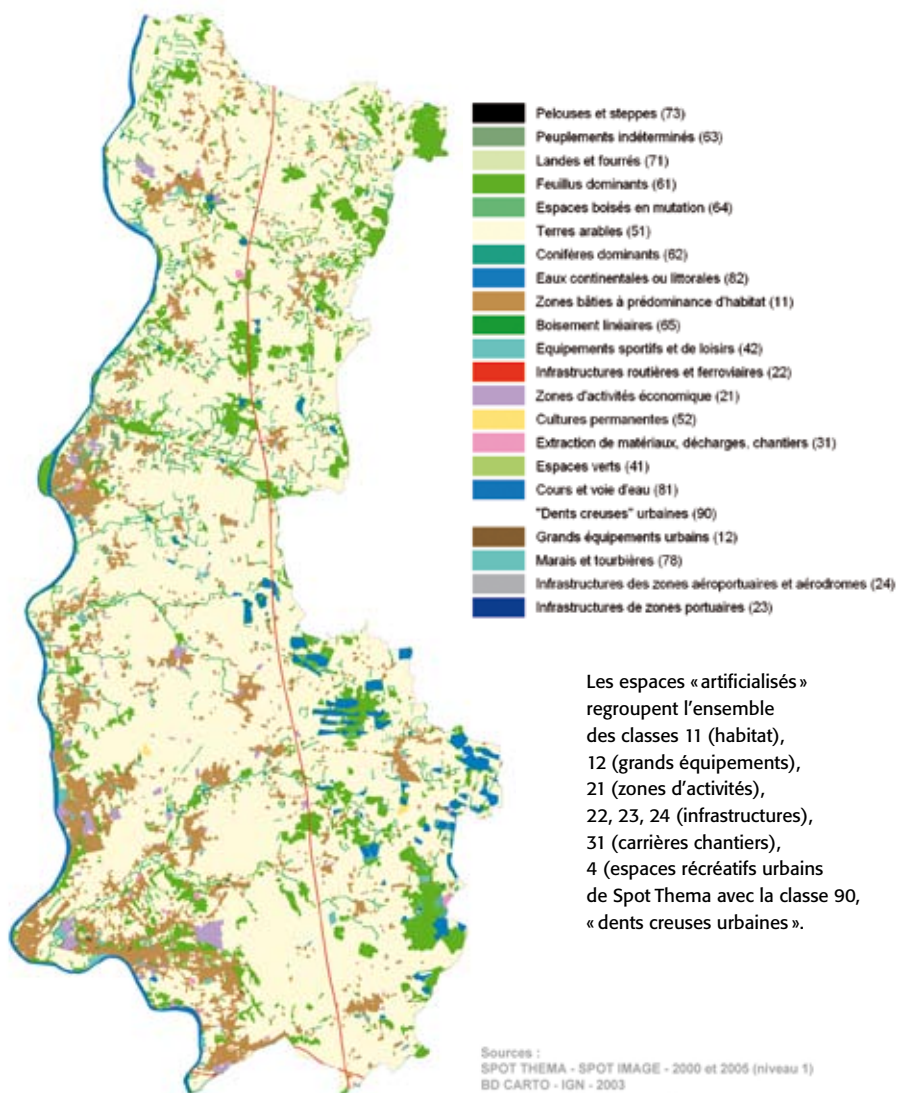 Pelouses et steppes (73)
Peuplements indéterminés (63)
Landes et fourrés (71)
Feuillus dominants (61)
Espaces boisés en mutation (64)
Terres arables (51)
Conifères dominants (62)
Eaux continentales ou littorales (82)
Zones bâties à prédominance d'habitat (11)
Boisement linéaires (65)
Equipements sportifs et de loisirs (42)
Infrastructures routières et ferroviaires (22)
Zones d'activités économique (21)
Cultures permanentes (52)
Extraction de matériaux, décharges, chantiers (31)
Espaces verts (41)
Cours et voie d'eau (81)
"Dents creuses" urbaines (90)
Grands équipements urbains (12)
Marais et tourbières (78)
Infrastructures des zones aéroportuaires et aérodromes (24)
Infrastructures de zones portuaires (23)
Les espaces « artificialisés »
regroupent l'ensemble
des classes 11 (habitat),
12 (grands équipements),
21 (zones d'activités),
22, 23, 24 (infrastructures),
31 (carrières chantiers),
4 (espaces récréatifs urbains
de Spot Thema avec la classe 90,
« dents creuses urbaines ».
Sources :
SPOT THEMA - SPOT IMAGE - 2000 et 2005 (niveau 1)
BD CARTO - IGN - 2003